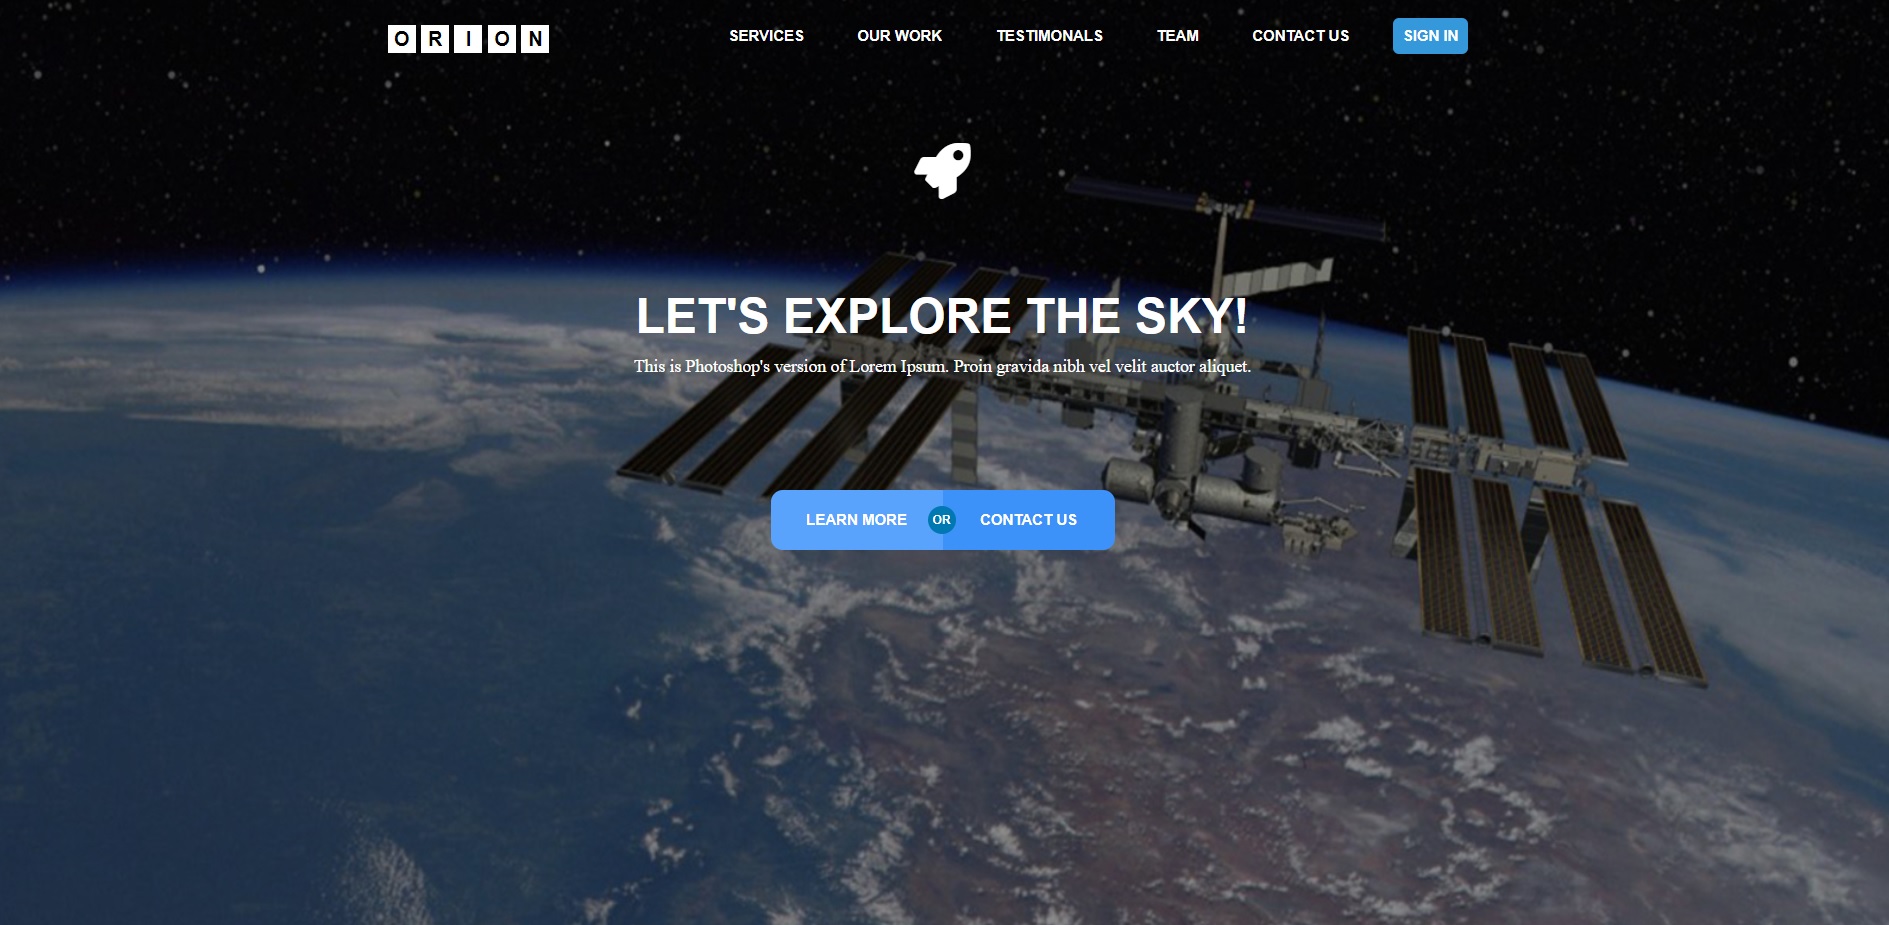 ORION
SERVICES OUR WORK TESTIMONALS TEAM CONTACT US SIGN IN
LET'S EXPLORE THE SKY!
This is Photoshop's version of Lorem Ipsum. Proin gravida nibh vel velit auctor aliquet.
LEARN MORE OR CONTACT US